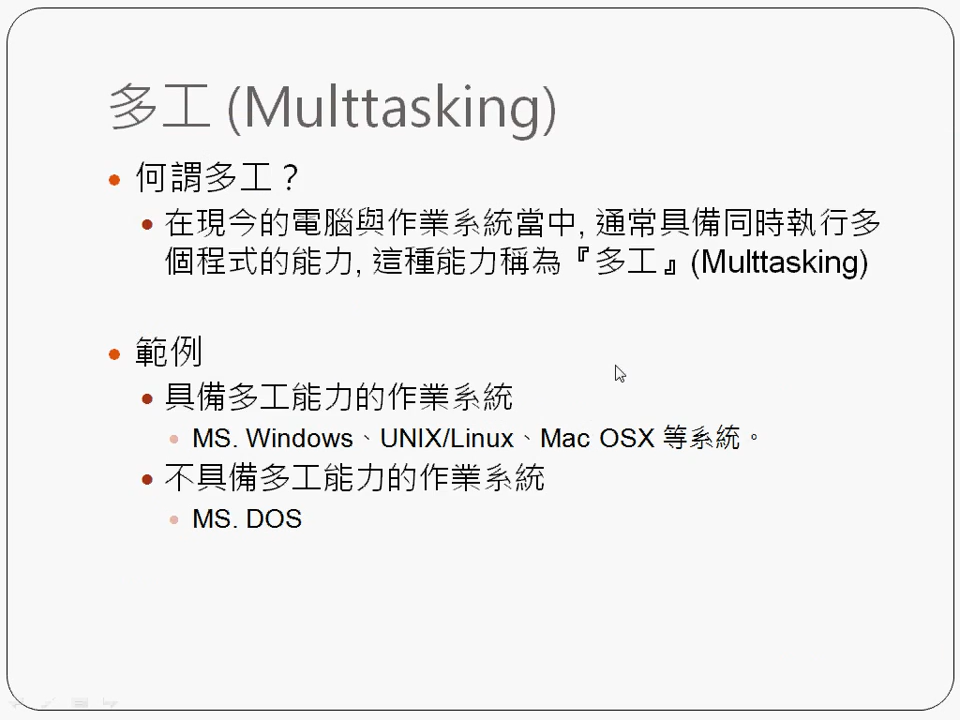 多工 (Multtasking)
何謂多工？
在現今的電腦與作業系統當中, 通常具備同時執行多
個程式的能力, 這種能力稱為『多工』(Multtasking)
範例
具備多工能力的作業系統
MS. Windows、UNIX/Linux、Mac OSX 等系統。
不具備多工能力的作業系統
MS. DOS